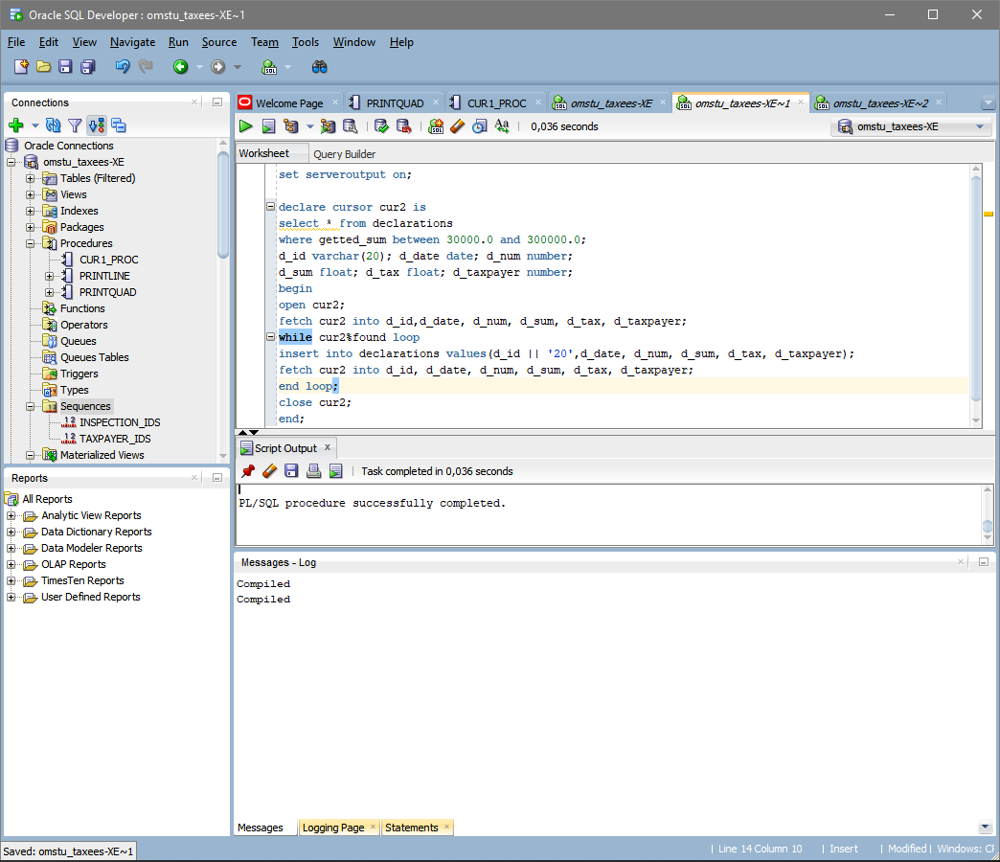 Oracle SQL Developer : omstu_taxees-XE~1
File Edit View Navigate Run Source Team Tools Window Help
Connections
Oracle Connections
omstu_taxees-XE
Tables (Filtered)
Views
Indexes
Packages
Procedures
CUR1_PROC
PRINTLINE
PRINTQUAD
Functions
Operators
Queues
Queues Tables
Triggers
Types
Sequences
INSPECTION_IDS
TAXPAYER_IDS
Materialized Views
Reports
All Reports
Analytic View Reports
Data Dictionary Reports
Data Modeler Reports
OLAP Reports
TimesTen Reports
User Defined Reports
Welcome Page PRINTQUAD CUR1_PROC omstu_taxees-XE omstu_taxees-XE~1 omstu_taxees-XE~2
0,036 seconds omstu_taxees-XE
Worksheet Query Builder
set serveroutput on;
declare cursor cur2 is
select * from declarations
where getted_sum between 30000.0 and 300000.0;
d_id varchar(20); d_date date; d_num number;
d_sum float; d_tax float; d_taxpayer number;
begin
open cur2;
fetch cur2 into d_id,d_date, d_num, d_sum, d_tax, d_taxpayer;
while cur2%found loop
insert into declarations values(d_id || '20',d_date, d_num, d_sum, d_tax, d_taxpayer);
fetch cur2 into d_id, d_date, d_num, d_sum, d_tax, d_taxpayer;
end loop;
close cur2;
end;
Script Output
Task completed in 0,036 seconds
PL/SQL procedure successfully completed.
Messages - Log
Compiled
Compiled
Messages Logging Page Statements
Saved: omstu_taxees-XE~1
Line 14 Column 10 Insert Modified Windows: CF